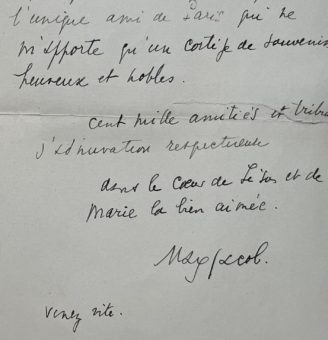 l'unique ami de Paris qui ne
m'apporte qu'un cortège de souvenirs
heureux et nobles.
cent mille amitiés et tribu
d'admiration respectueuse
dans le cœur de Jésus et de
Marie la bien aimée.
Max Jacob.
venez vite.